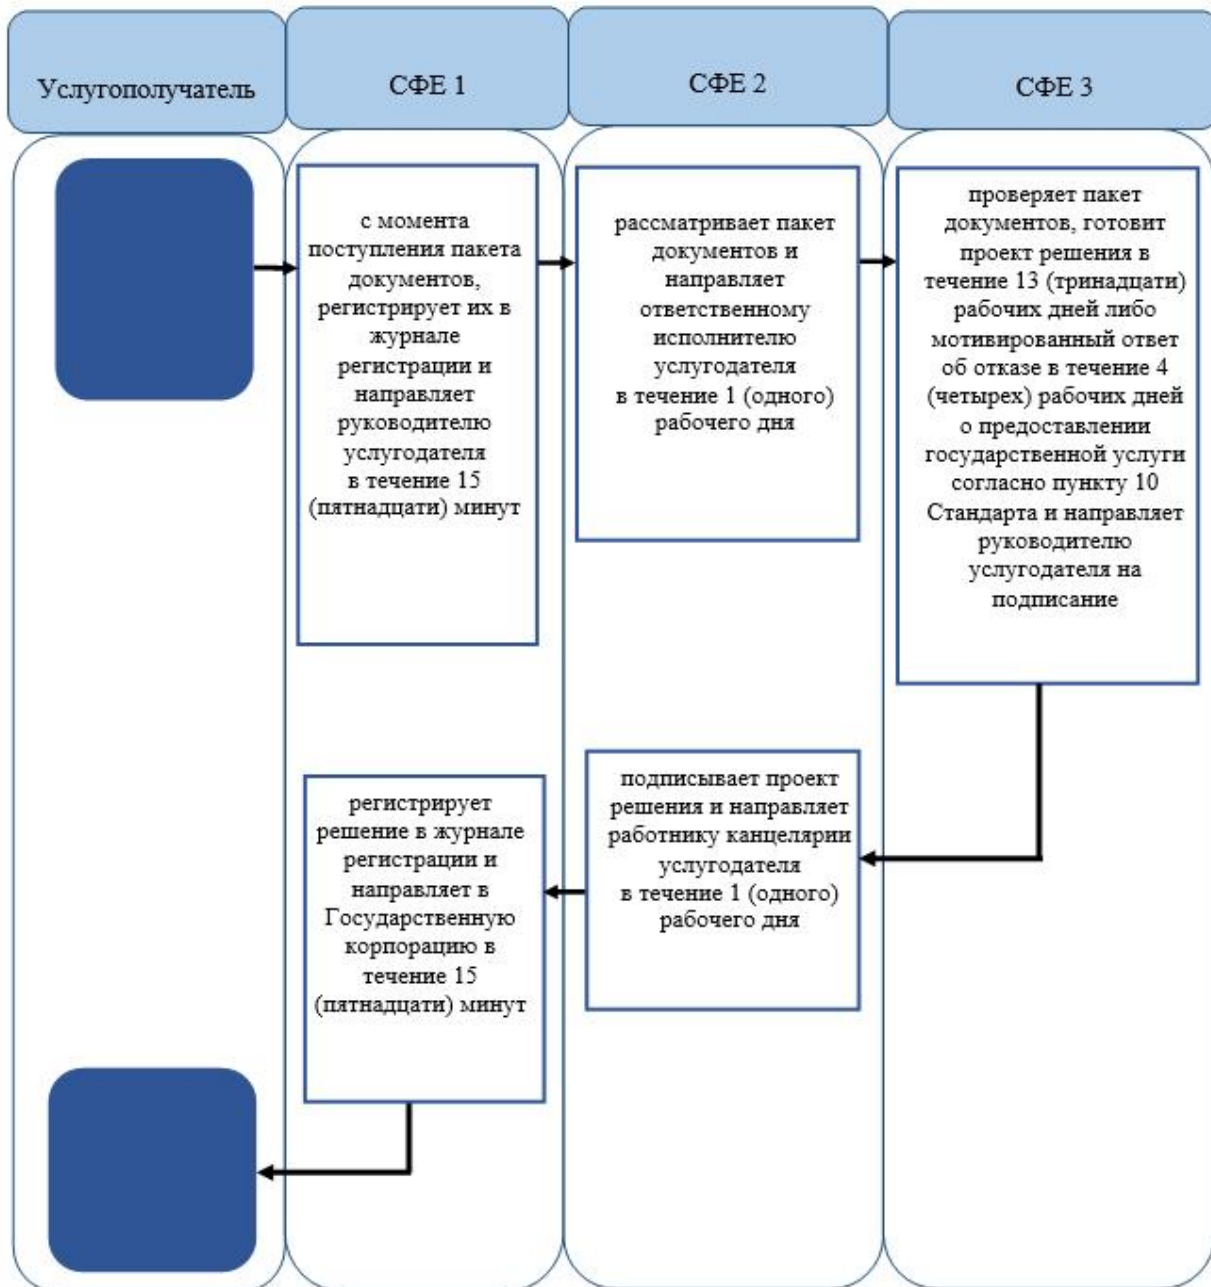 Услугополучатель
СФЕ 1
СФЕ 2
СФЕ 3
с момента
поступления пакета
документов,
регистрирует их в
журнале
регистрации и
направляет
руководителю
услугодателя
в течение 15
(пятнадцати) минут
рассматривает пакет
документов и
направляет
ответственному
исполнителю
услугодателя
в течение 1 (одного)
рабочего дня
проверяет пакет
документов, готовит
проект решения в
течение 13 (тринадцати)
рабочих дней либо
мотивированный ответ
об отказе в течение 4
(четырех) рабочих дней
о предоставлении
государственной услуги
согласно пункту 10
Стандарта и направляет
руководителю
услугодателя на
подписание
подписывает проект
решения и направляет
работнику канцелярии
услугодателя
в течение 1 (одного)
рабочего дня
регистрирует
решение в журнале
регистрации и
направляет в
Государственную
корпорацию в
течение 15
(пятнадцати) минут